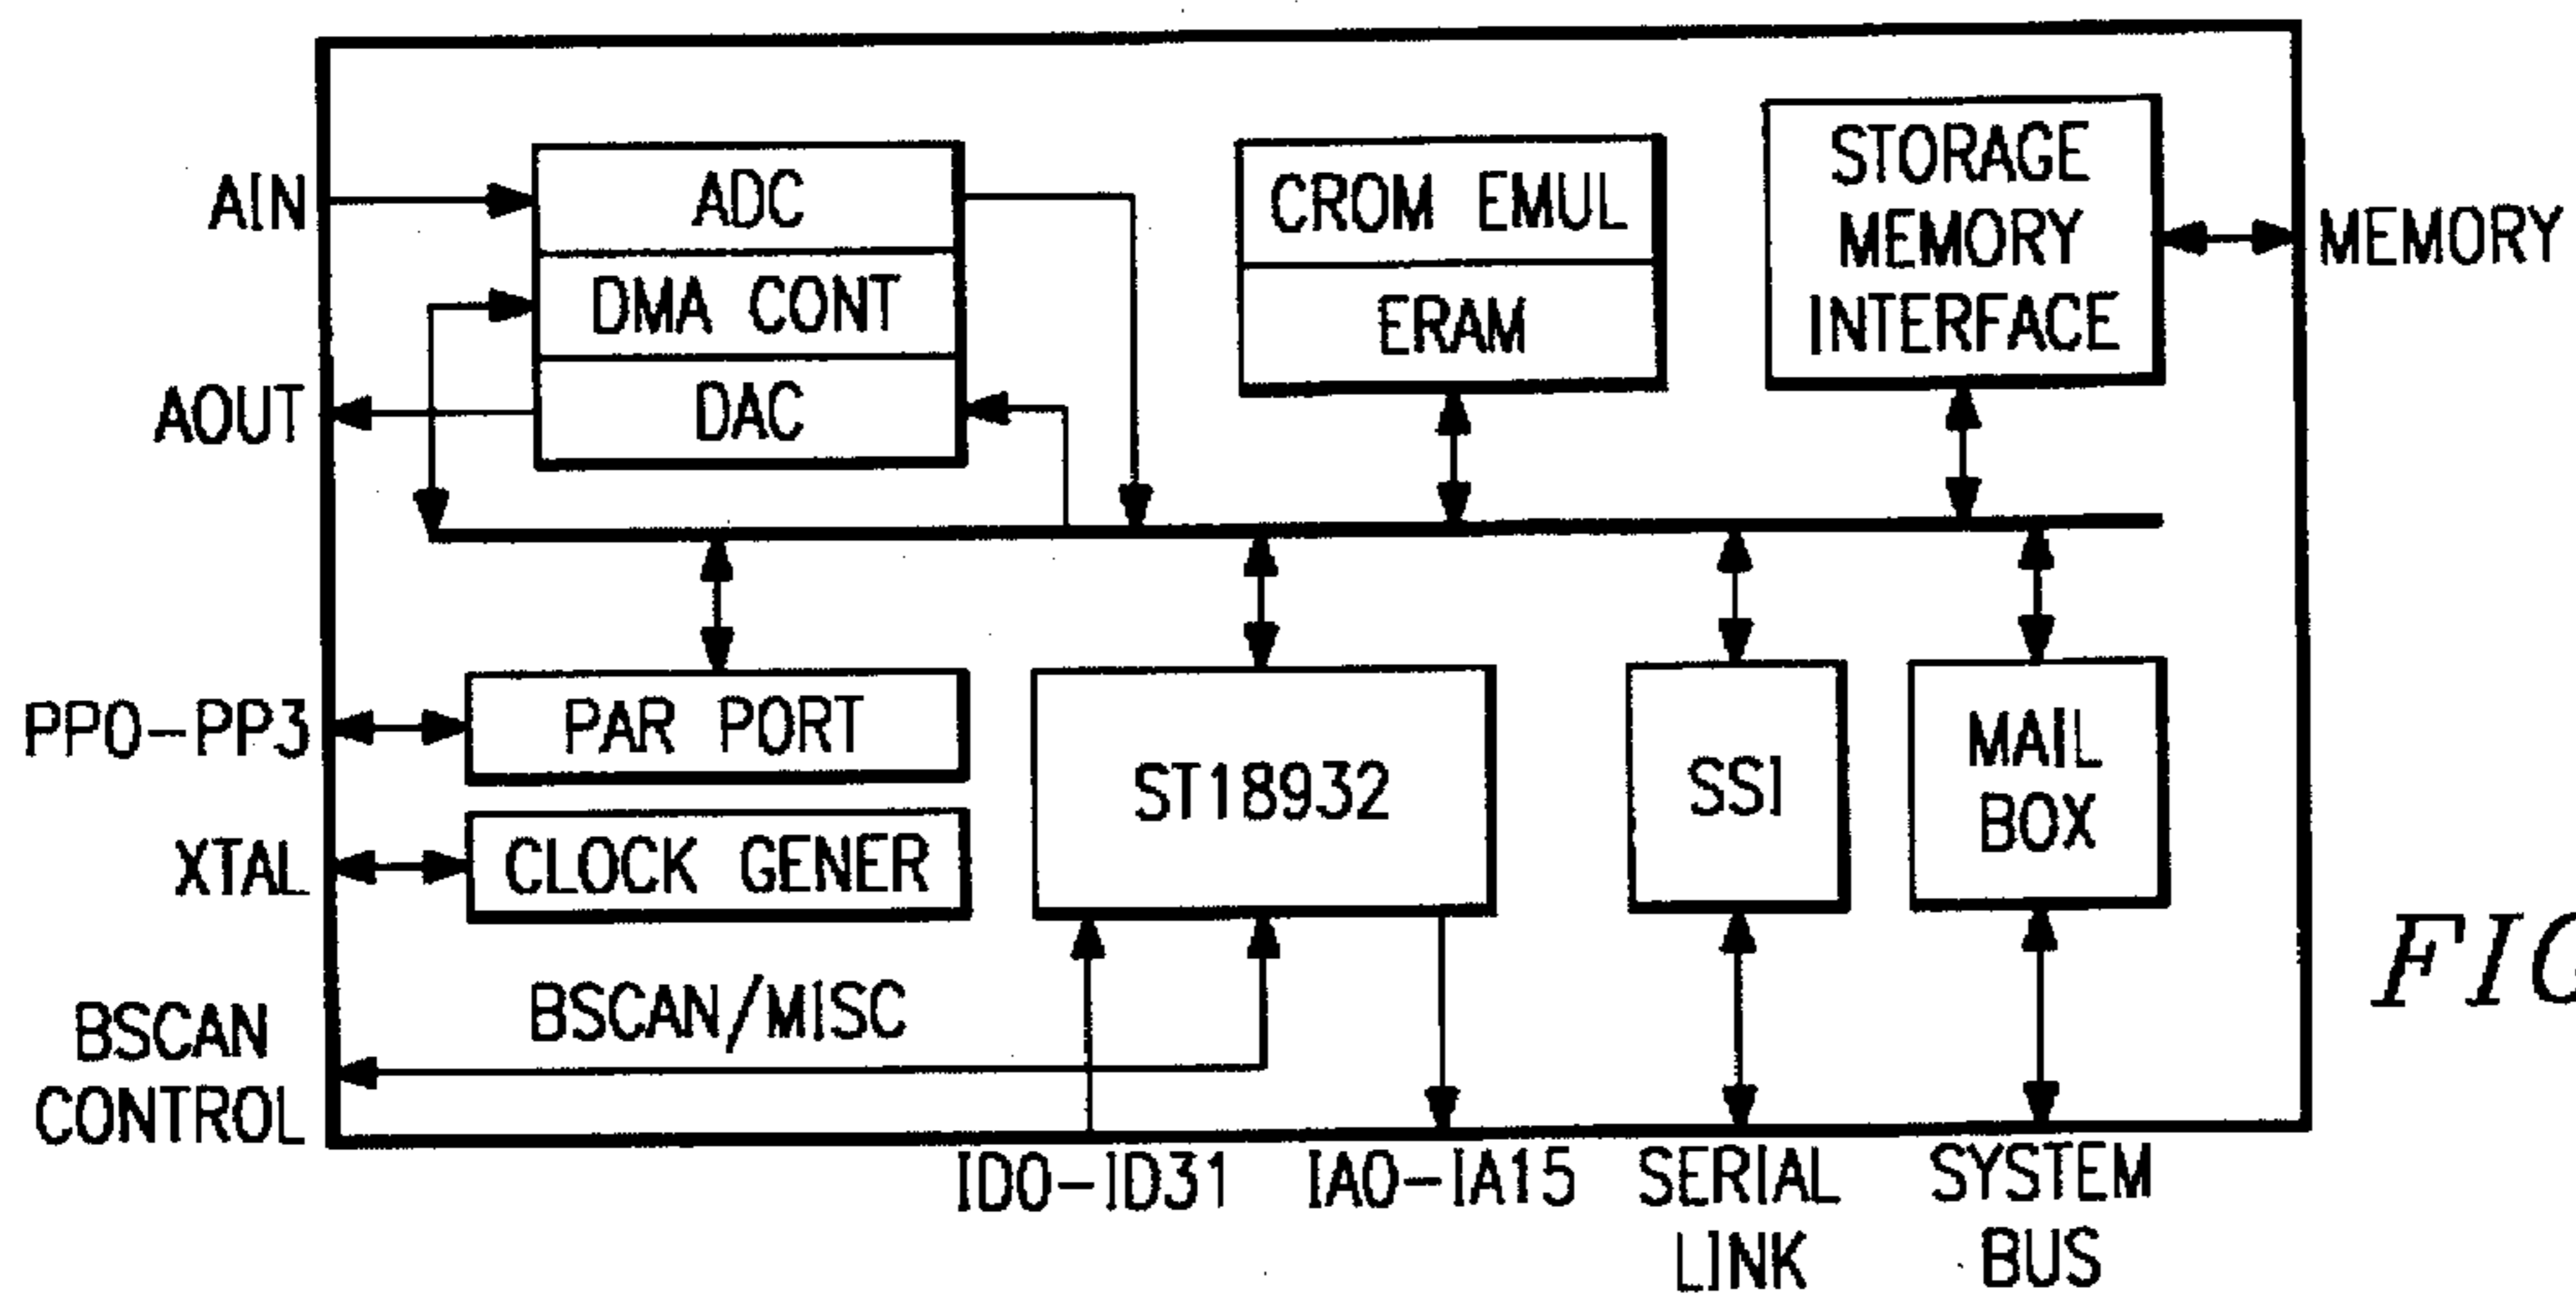 AIN
ADC
DMA CONT
AOUT
DAC
CROM EMUL
ERAM
STORAGE
MEMORY
INTERFACE
MEMORY
PP0-PP3
PAR PORT
XTAL
CLOCK GENER
ST18932
SSI
MAIL
BOX
BSCAN
CONTROL
BSCAN/MISC
ID0-ID31
IA0-IA15
SERIAL
LINK
SYSTEM
BUS